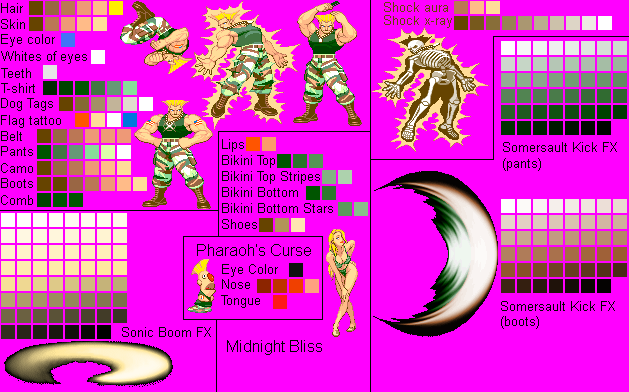 Hair
Skin
Eye color
Whites of eyes
Teeth
T-shirt
Dog Tags
Flag tattoo
Belt
Pants
Camo
Boots
Comb
Sonic Boom FX
Lips
Bikini Top
Bikini Top Stripes
Bikini Bottom
Bikini Bottom Stars
Shoes
Pharaoh's Curse
Eye Color
Nose
Tongue
Midnight Bliss
Shock aura
Shock x-ray
Somersault Kick FX
(pants)
Somersault Kick FX
(boots)